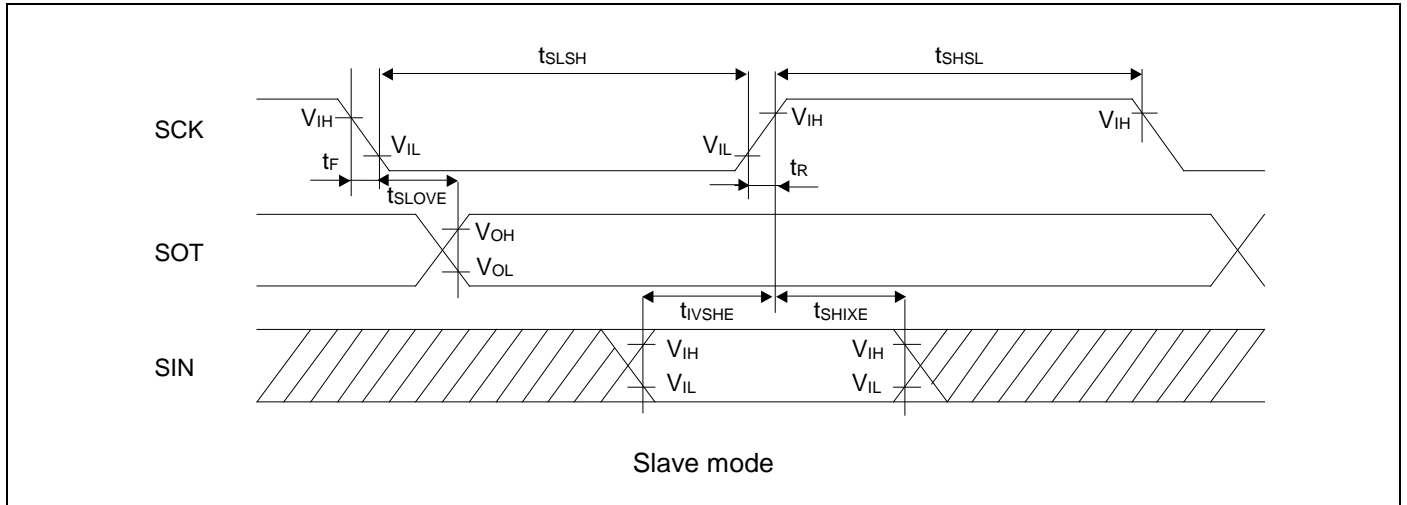 tSLSH
tSHSL
SCK
VIH
VIL
VIL
VIH
VIH
tF
tSLOVE
tR
SOT
VOH
VOL
tIVSHE
tSHIXE
SIN
VIH
VIL
VIH
VIL
Slave mode